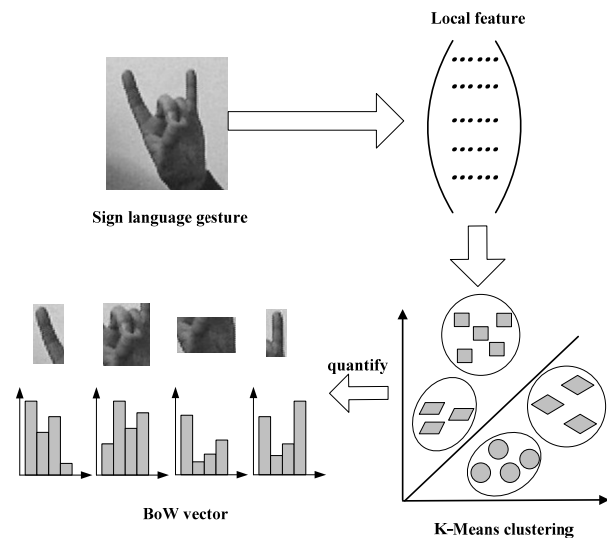 Local feature
Sign language gesture
quantify
BoW vector
K-Means clustering